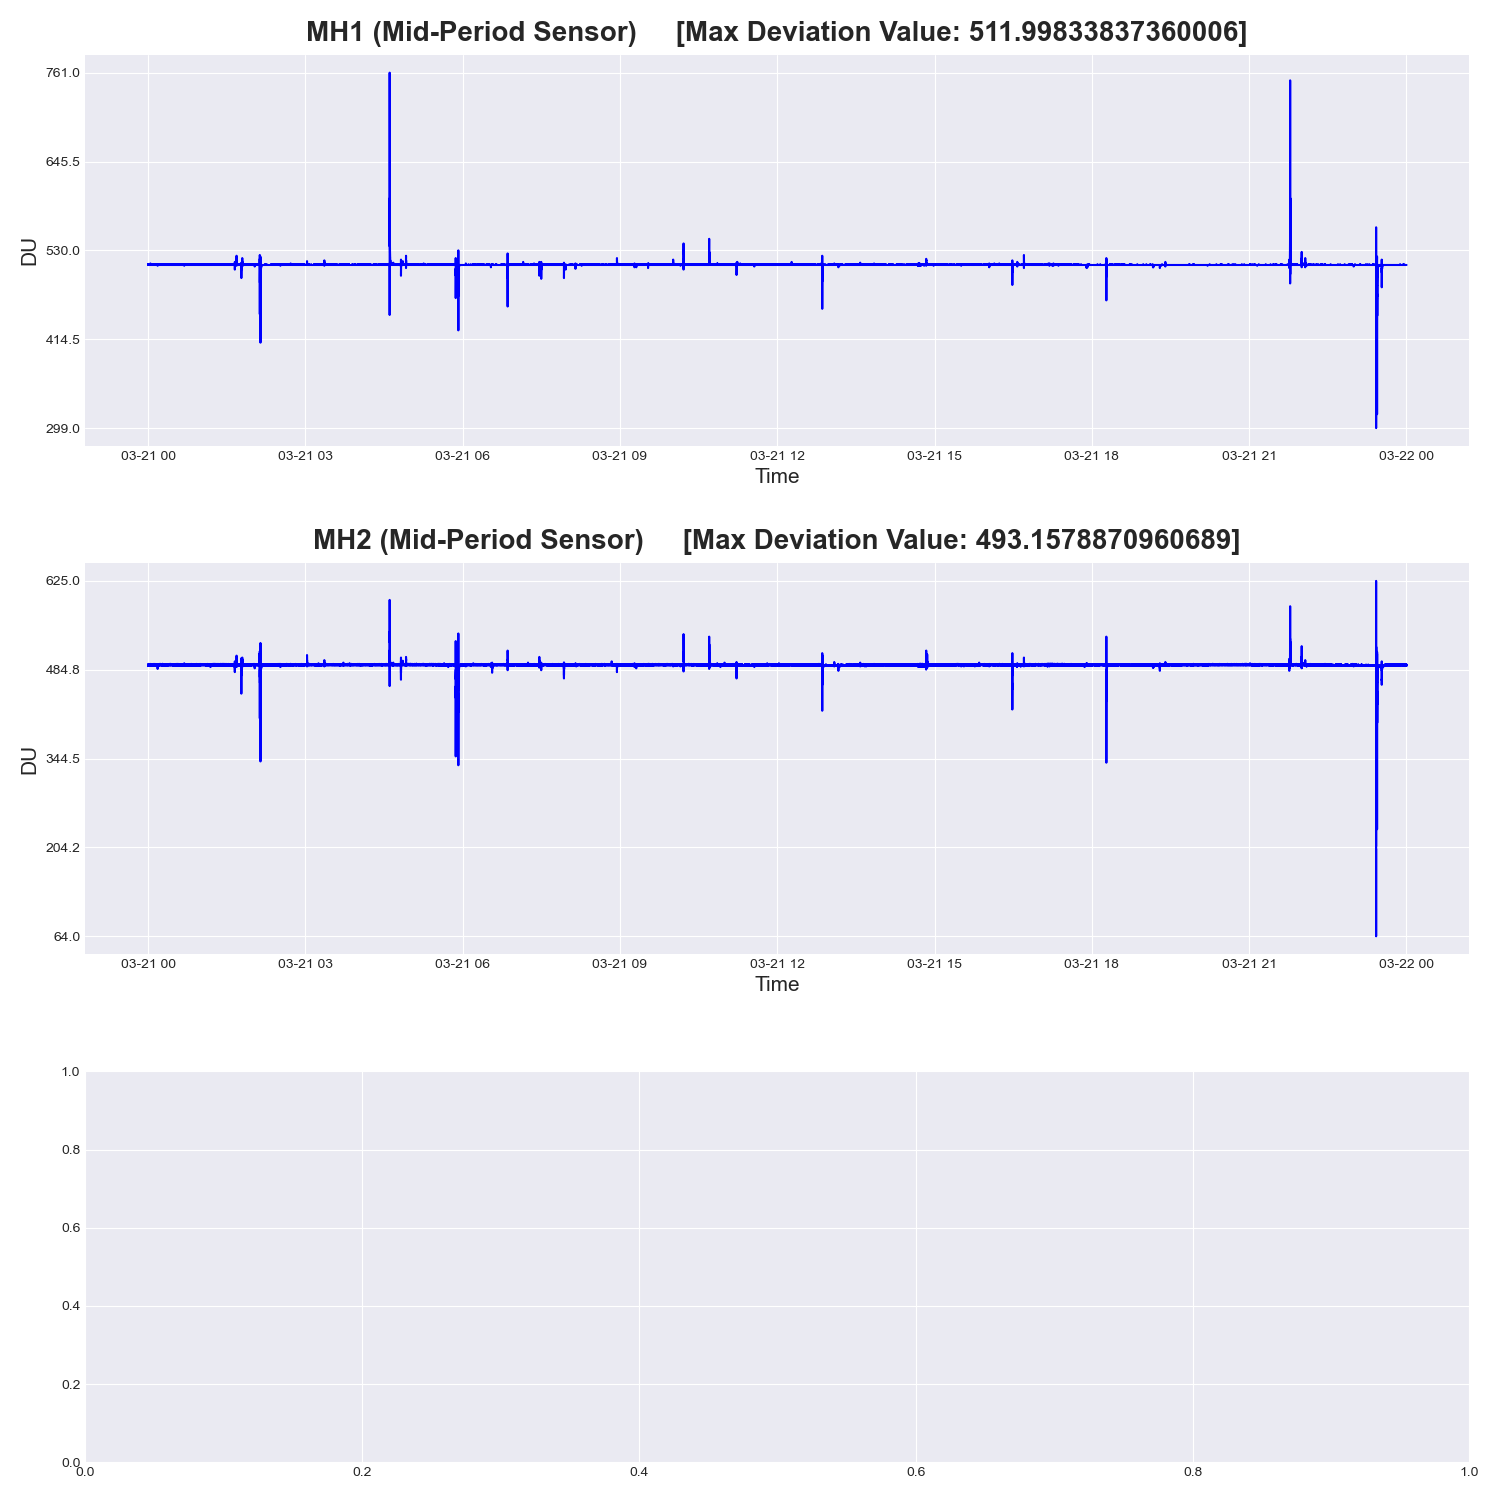 MH1 (Mid-Period Sensor) [Max Deviation Value: 511.99833837360006]
761.0
645.5
530.0
414.5
299.0
DU
03-21 00 03-21 03 03-21 06 03-21 09 03-21 12 03-21 15 03-21 18 03-21 21 03-22 00
Time
MH2 (Mid-Period Sensor) [Max Deviation Value: 493.1578870960689]
625.0
484.8
344.5
204.2
64.0
DU
03-21 00 03-21 03 03-21 06 03-21 09 03-21 12 03-21 15 03-21 18 03-21 21 03-22 00
Time
1.0
0.8
0.6
0.4
0.2
0.0
0.0 0.2 0.4 0.6 0.8 1.0